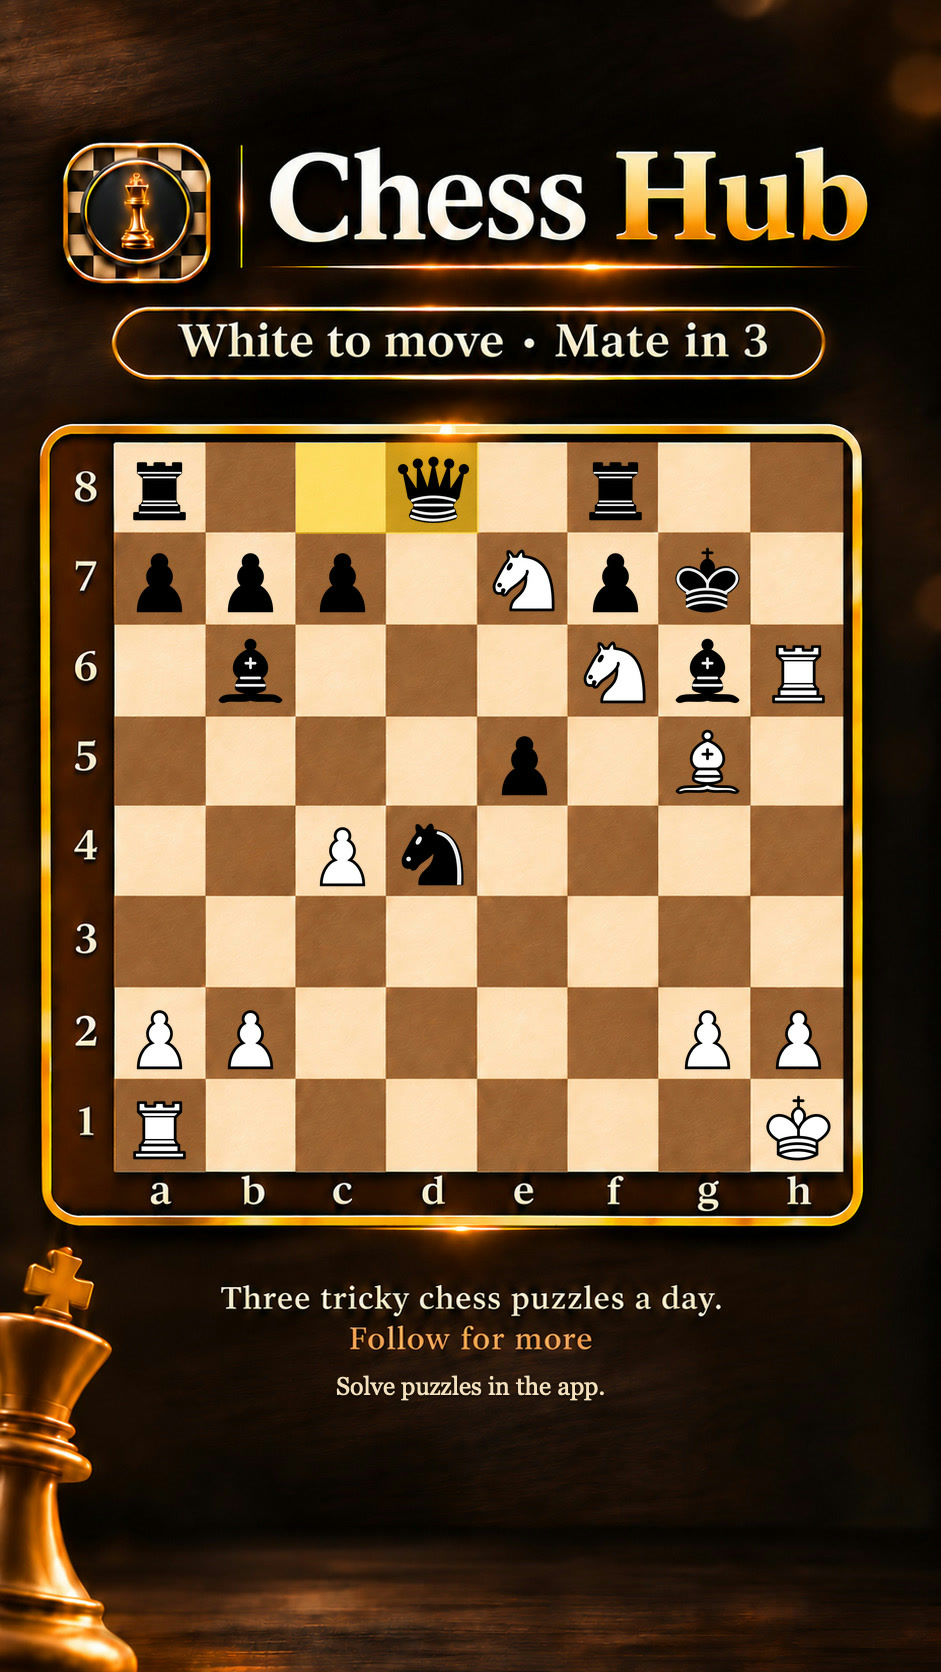 Chess Hub
White to move • Mate in 3
8
7
6
5
4
3
2
1
a b c d e f g h
Three tricky chess puzzles a day.
Follow for more
Solve puzzles in the app.